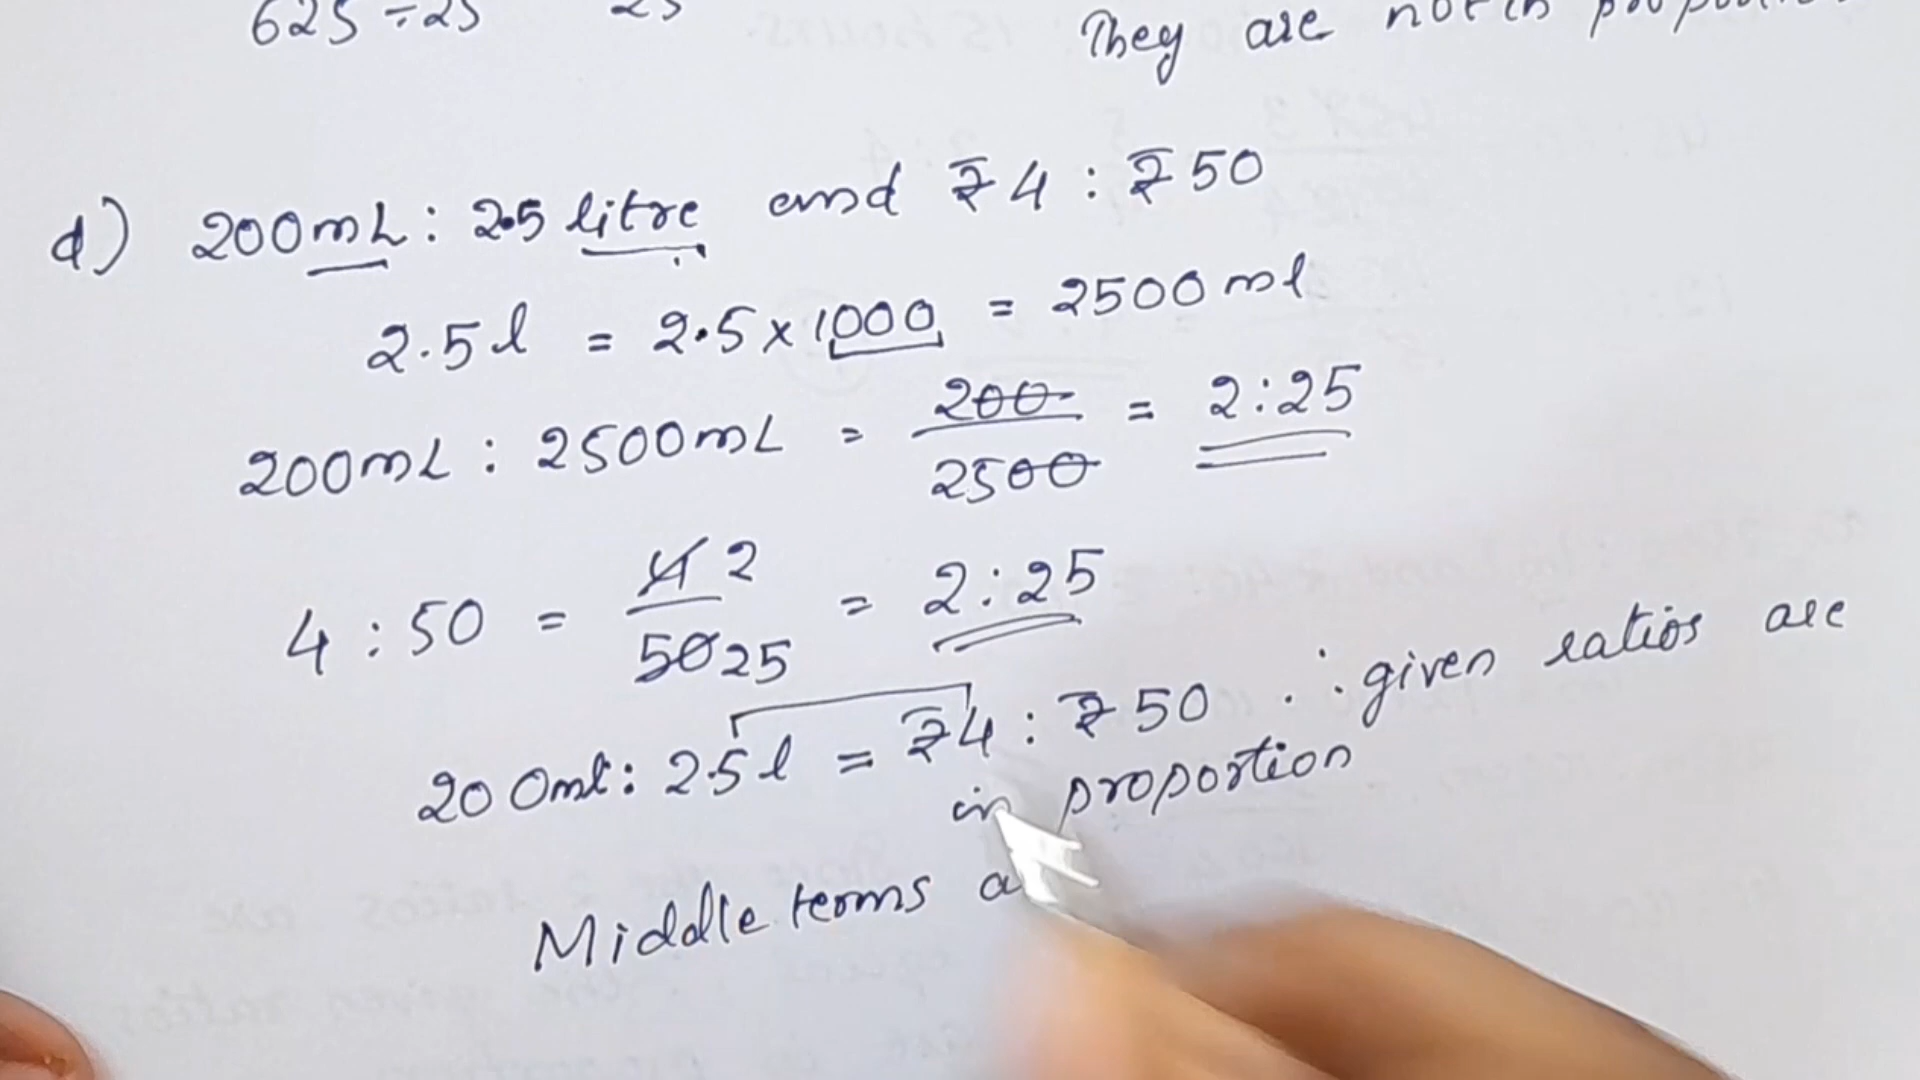 625 ÷ 25 25
They are not in
d) 200mL : 2.5 litre and ₹4 : ₹50
2.5l = 2.5 x 1000 = 2500 ml
200mL : 2500mL = 200/2500 = 2:25
4 : 50 = 4 2/50 25 = 2:25
200ml : 2.5l = ₹4 : ₹50 ∴ given ratios are
in proportion
Middle terms